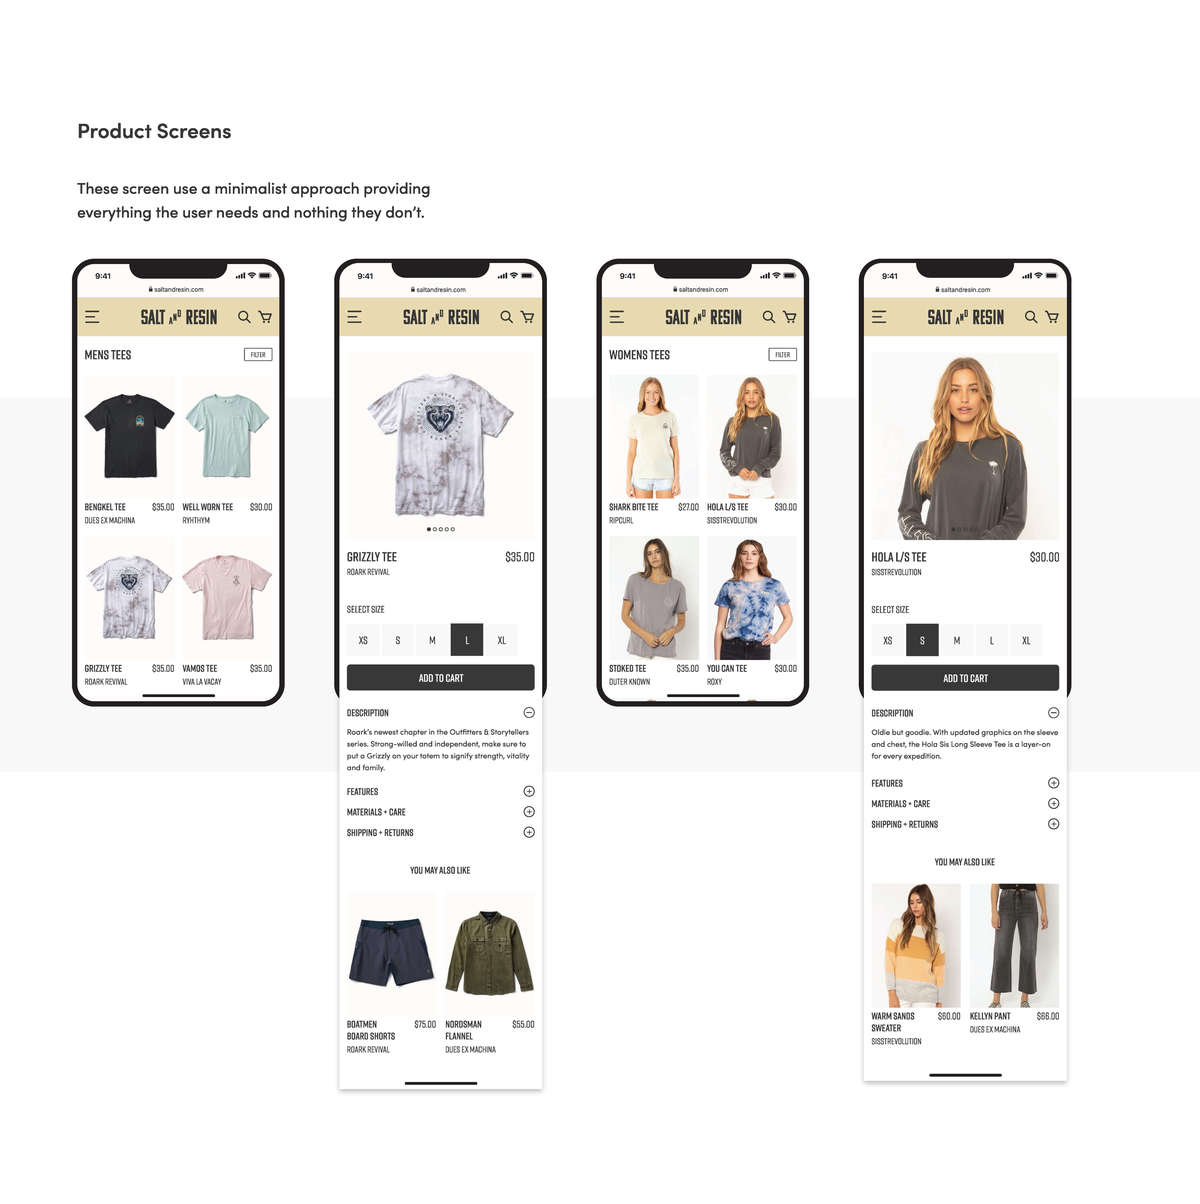 Product Screens
These screen use a minimalist approach providing
everything the user needs and nothing they don't.
9:41
saltandresin.com
SALT AND RESIN
MENS TEES
FILTER
BENGKEL TEE $35.00
DUES EX MACHINA
WELL WORN TEE $30.00
RYHTHYM
GRIZZLY TEE $35.00
ROARK REVIVAL
VAMOS TEE $35.00
VIVA LA VACAY
9:41
saltandresin.com
SALT AND RESIN
GRIZZLY TEE $35.00
ROARK REVIVAL
SELECT SIZE
XS S M L XL
ADD TO CART
DESCRIPTION
Roark's newest chapter in the Outfitters & Storytellers
series. Strong-willed and independent, make sure to
put a Grizzly on your totem to signify strength, vitality
and family.
FEATURES
MATERIALS + CARE
SHIPPING + RETURNS
YOU MAY ALSO LIKE
BOATMEN $75.00
BOARD SHORTS
ROARK REVIVAL
NORDSMAN $55.00
FLANNEL
DUES EX MACHINA
9:41
saltandresin.com
SALT AND RESIN
WOMENS TEES
FILTER
SHARK BITE TEE $27.00
RIPCURL
HOLA L/S TEE $30.00
SISSTREVOLUTION
STOKED TEE $35.00
OUTER KNOWN
YOU CAN TEE $30.00
ROXY
9:41
saltandresin.com
SALT AND RESIN
HOLA L/S TEE $30.00
SISSTREVOLUTION
SELECT SIZE
XS S M L XL
ADD TO CART
DESCRIPTION
Oldie but goodie. With updated graphics on the sleeve
and chest, the Hola Sis Long Sleeve Tee is a layer-on
for every expedition.
FEATURES
MATERIALS + CARE
SHIPPING + RETURNS
YOU MAY ALSO LIKE
WARM SANDS $60.00
SWEATER
SISSTREVOLUTION
KELLYN PANT $66.00
DUES EX MACHINA